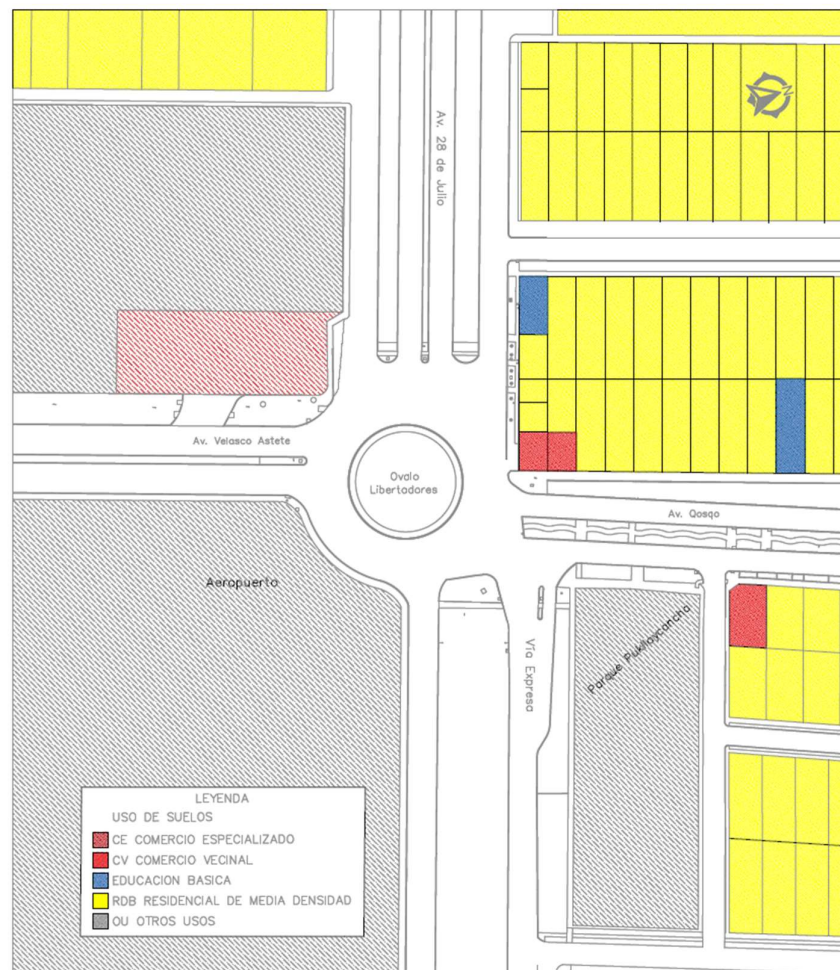 N
Av. 28 de Julio
Av. Velasco Astete
Ovalo
Libertadores
Av. Qosqo
Aeropuerto
Parque Pukllaycancha
Vía Expresa
LEYENDA
USO DE SUELOS
CE COMERCIO ESPECIALIZADO
CV COMERCIO VECINAL
EDUCACION BASICA
RDB RESIDENCIAL DE MEDIA DENSIDAD
OU OTROS USOS